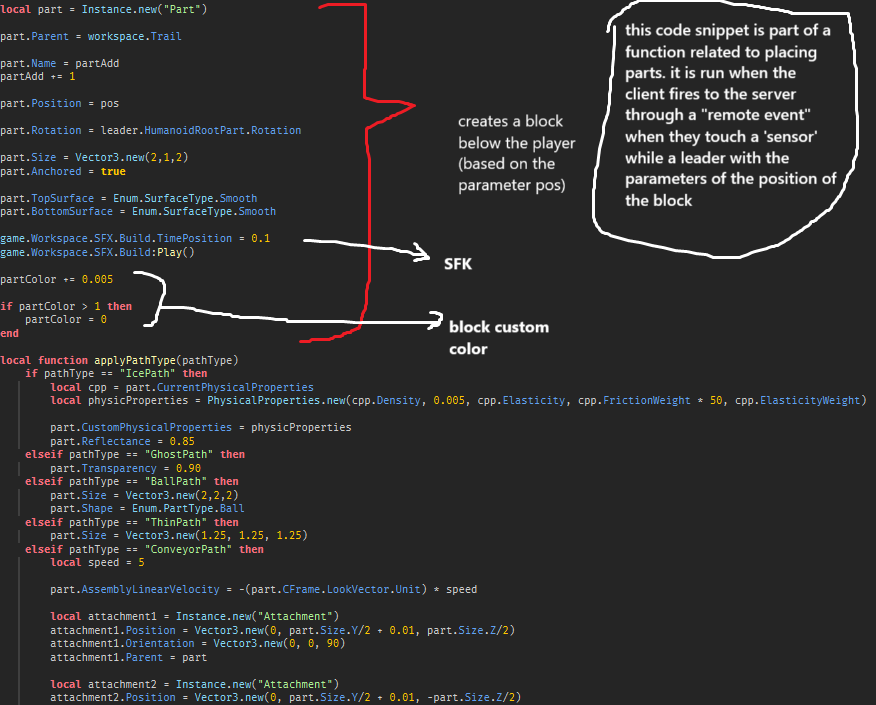 local part = Instance.new("Part")
part.Parent = workspace.Trail
part.Name = partAdd
partAdd += 1
part.Position = pos
part.Rotation = leader.HumanoidRootPart.Rotation
part.Size = Vector3.new(2,1,2)
part.Anchored = true
part.TopSurface = Enum.SurfaceType.Smooth
part.BottomSurface = Enum.SurfaceType.Smooth
game.Workspace.SFX.Build.TimePosition = 0.1
game.Workspace.SFX.Build:Play()
partColor += 0.005
if partColor > 1 then
partColor = 0
end
local function applyPathType(pathType)
if pathType == "IcePath" then
local cpp = part.CurrentPhysicalProperties
local physicProperties = PhysicalProperties.new(cpp.Density, 0.005, cpp.Elasticity, cpp.FrictionWeight * 50, cpp.ElasticityWeight)
part.CustomPhysicalProperties = physicProperties
part.Reflectance = 0.85
elseif pathType == "GhostPath" then
part.Transparency = 0.90
elseif pathType == "BallPath" then
part.Size = Vector3.new(2,2,2)
part.Shape = Enum.PartType.Ball
elseif pathType == "ThinPath" then
part.Size = Vector3.new(1.25, 1.25, 1.25)
elseif pathType == "ConveyorPath" then
local speed = 5
part.AssemblyLinearVelocity = -(part.CFrame.LookVector.Unit) * speed
local attachment1 = Instance.new("Attachment")
attachment1.Position = Vector3.new(0, part.Size.Y/2 + 0.01, part.Size.Z/2)
attachment1.Orientation = Vector3.new(0, 0, 90)
attachment1.Parent = part
local attachment2 = Instance.new("Attachment")
attachment2.Position = Vector3.new(0, part.Size.Y/2 + 0.01, -part.Size.Z/2)
creates a block
below the player
(based on the
parameter pos)
SFK
block custom
color
this code snippet is part of a
function related to placing
parts. it is run when the
client fires to the server
through a "remote event"
when they touch a 'sensor'
while a leader with the
parameters of the position of
the block